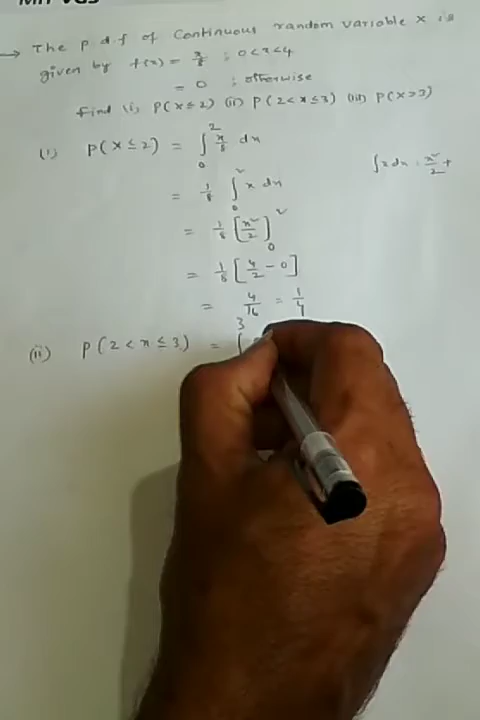 → The p.d.f of continuous random variable X is
given by f(x) = x/8 ; 0<x<4
= 0 ; otherwise
find (i) P(X≤2) (ii) P(2<X≤3) (iii) P(X>3)
(i) P(X≤2) = ∫₀² x/8 dx
∫x dx = x²/2 +
= 1/8 ∫₀² x dx
= 1/8 [x²/2]₀²
= 1/8 [4/2 - 0]
= 4/16 = 1/4
(ii) P(2<x≤3) = ∫³